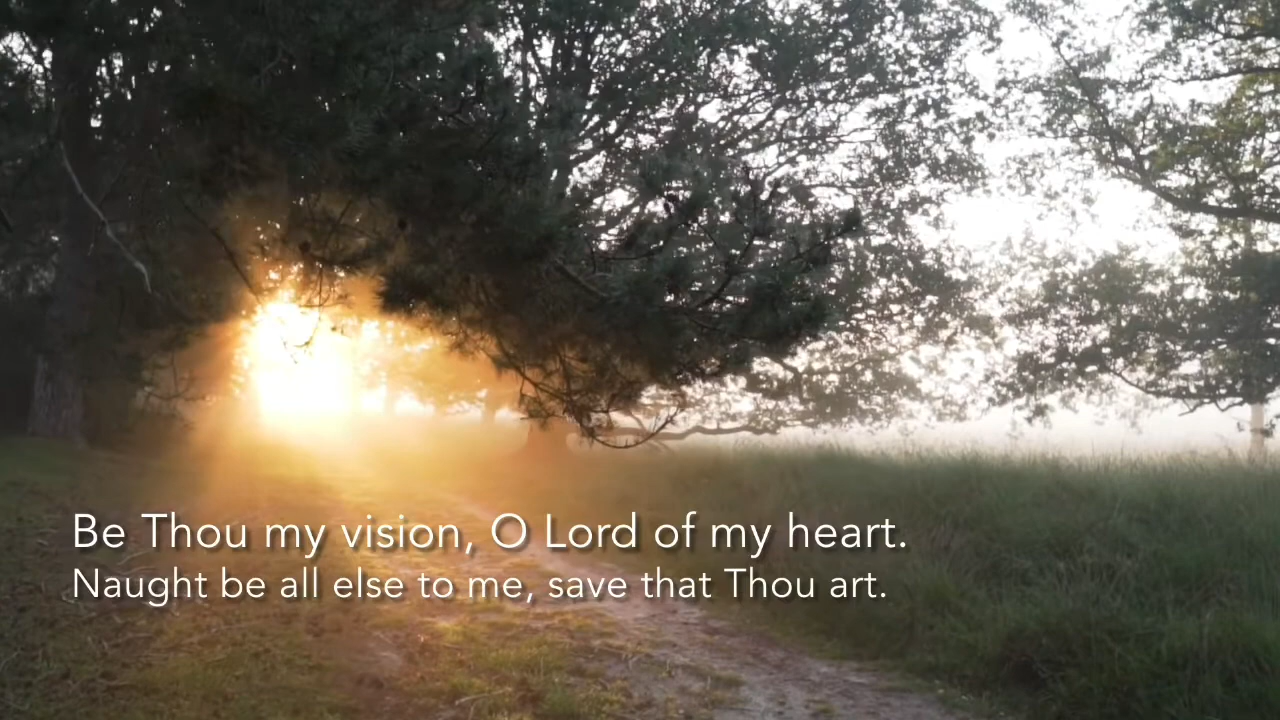 Be Thou my vision, O Lord of my heart.
Naught be all else to me, save that Thou art.